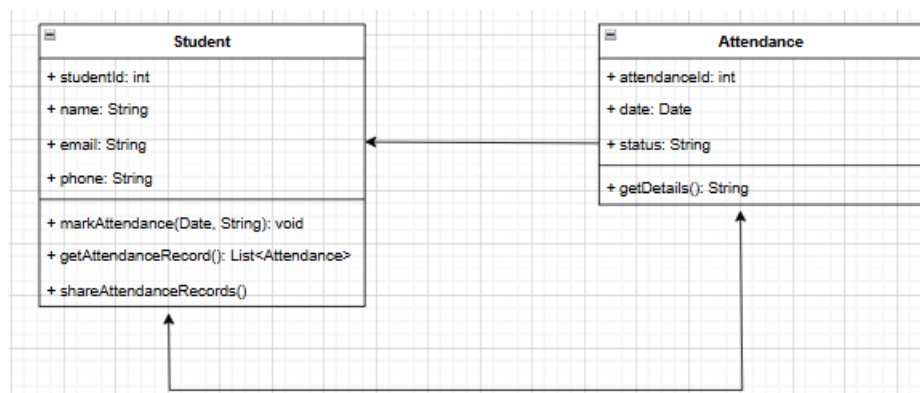 Student
+ studentId: int
+ name: String
+ email: String
+ phone: String
+ markAttendance(Date, String): void
+ getAttendanceRecord(): List<Attendance>
+ shareAttendanceRecords()
Attendance
+ attendanceId: int
+ date: Date
+ status: String
+ getDetails(): String